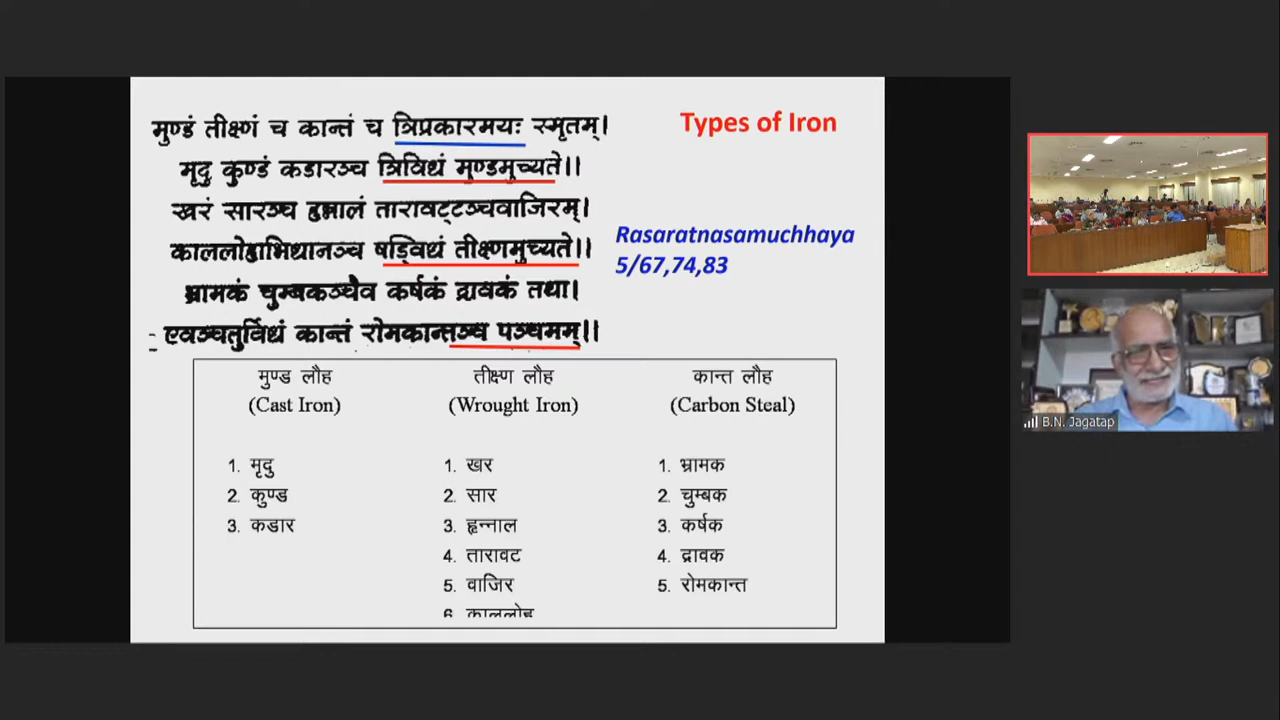 मुण्डं तीक्ष्णं च कान्तं च त्रिप्रकारमयः स्मृतम्।
मृदु कुण्डं कडारञ्च त्रिविधं मुण्डमुच्यते।।
खरं सारञ्च हृन्नालं तारावट्टञ्चवाजिरम्।
काललोहाभिधानञ्च षड्विधं तीक्ष्णमुच्यते।।
भ्रामकं चुम्बकञ्चैव कर्षकं द्रावकं तथा।
एवञ्चतुर्विधं कान्तं रोमकान्तञ्च पञ्चमम्।।
Types of Iron
Rasaratnasamuchhaya
5/67,74,83
मुण्ड लौह
(Cast Iron)
1. मृदु
2. कुण्ड
3. कडार
तीक्ष्ण लौह
(Wrought Iron)
1. खर
2. सार
3. हृन्नाल
4. तारावट
5. वाजिर
6. काललोह
कान्त लौह
(Carbon Steal)
1. भ्रामक
2. चुम्बक
3. कर्षक
4. द्रावक
5. रोमकान्त
B.N. Jagatap